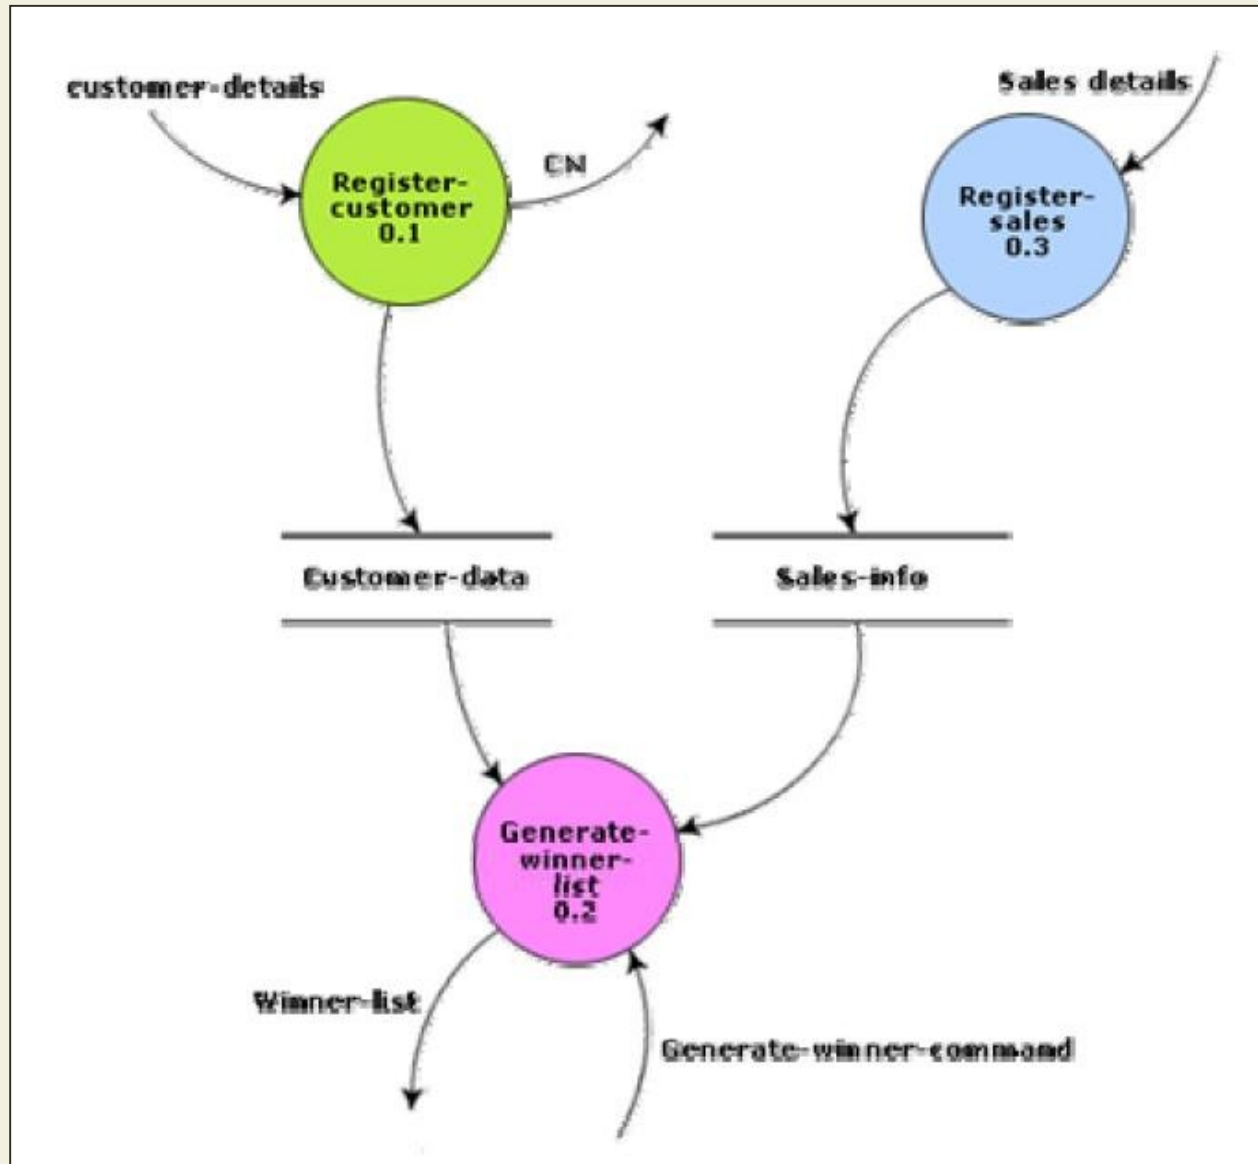 customer-details
Sales details
CN
Register-
customer
0.1
Register-
sales
0.3
Customer-data
Sales-info
Generate-
winner-
list
0.2
Winner-list
Generate-winner-command